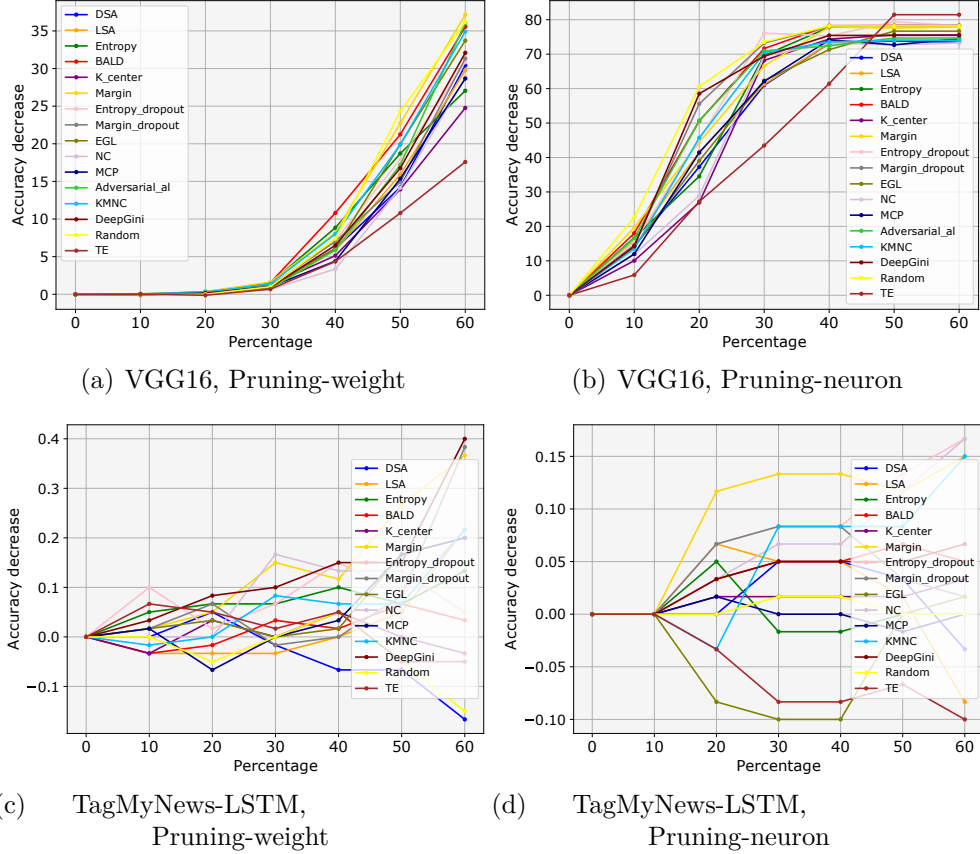 Accuracy decrease
35
30
25
20
15
10
5
0
0 10 20 30 40 50 60
Percentage
DSA
LSA
Entropy
BALD
K_center
Margin
Entropy_dropout
Margin_dropout
EGL
NC
MCP
Adversarial_al
KMNC
DeepGini
Random
TE
(a) VGG16, Pruning-weight
Accuracy decrease
80
70
60
50
40
30
20
10
0
0 10 20 30 40 50 60
Percentage
DSA
LSA
Entropy
BALD
K_center
Margin
Entropy_dropout
Margin_dropout
EGL
NC
MCP
Adversarial_al
KMNC
DeepGini
Random
TE
(b) VGG16, Pruning-neuron
Accuracy decrease
0.4
0.3
0.2
0.1
0.0
−0.1
0 10 20 30 40 50 60
Percentage
DSA
LSA
Entropy
BALD
K_center
Margin
Entropy_dropout
Margin_dropout
EGL
NC
MCP
KMNC
DeepGini
Random
TE
c) TagMyNews-LSTM,
Pruning-weight
Accuracy decrease
0.15
0.10
0.05
0.00
−0.05
−0.10
0 10 20 30 40 50 60
Percentage
DSA
LSA
Entropy
BALD
K_center
Margin
Entropy_dropout
Margin_dropout
EGL
NC
MCP
KMNC
DeepGini
Random
TE
(d) TagMyNews-LSTM,
Pruning-neuron